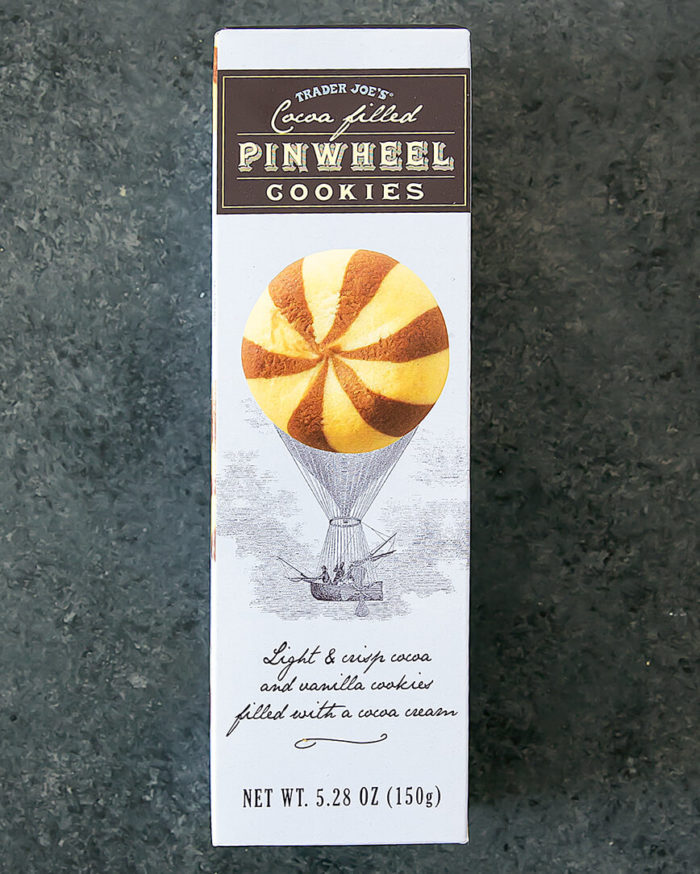 TRADER JOE'S®
Cocoa filled
PINWHEEL
COOKIES
Light & crisp cocoa
and vanilla cookies
filled with a cocoa cream
NET WT. 5.28 OZ (150g)